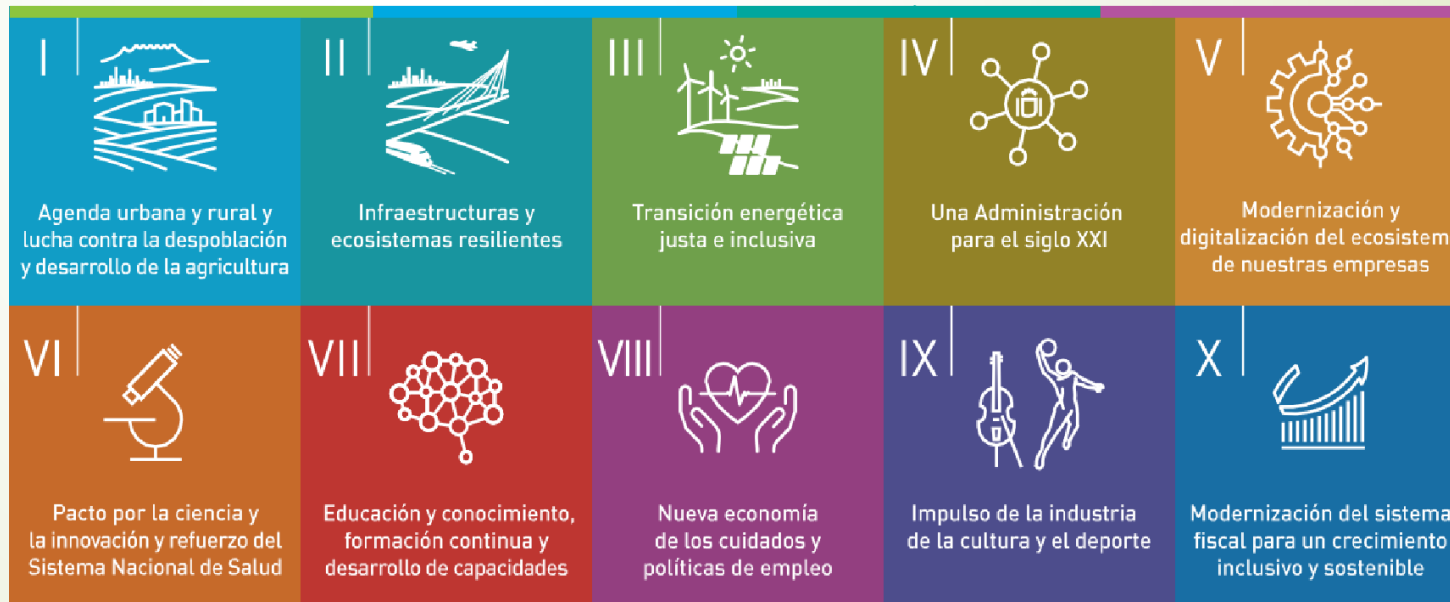 I
Agenda urbana y rural y
lucha contra la despoblación
y desarrollo de la agricultura
II
Infraestructuras y
ecosistemas resilientes
III
Transición energética
justa e inclusiva
IV
Una Administración
para el siglo XXI
V
Modernización y
digitalización del ecosistem
de nuestras empresas
VI
Pacto por la ciencia y
la innovación y refuerzo del
Sistema Nacional de Salud
VII
Educación y conocimiento,
formación continua y
desarrollo de capacidades
VIII
Nueva economía
de los cuidados y
políticas de empleo
IX
Impulso de la industria
de la cultura y el deporte
X
Modernización del sistema
fiscal para un crecimiento
inclusivo y sostenible